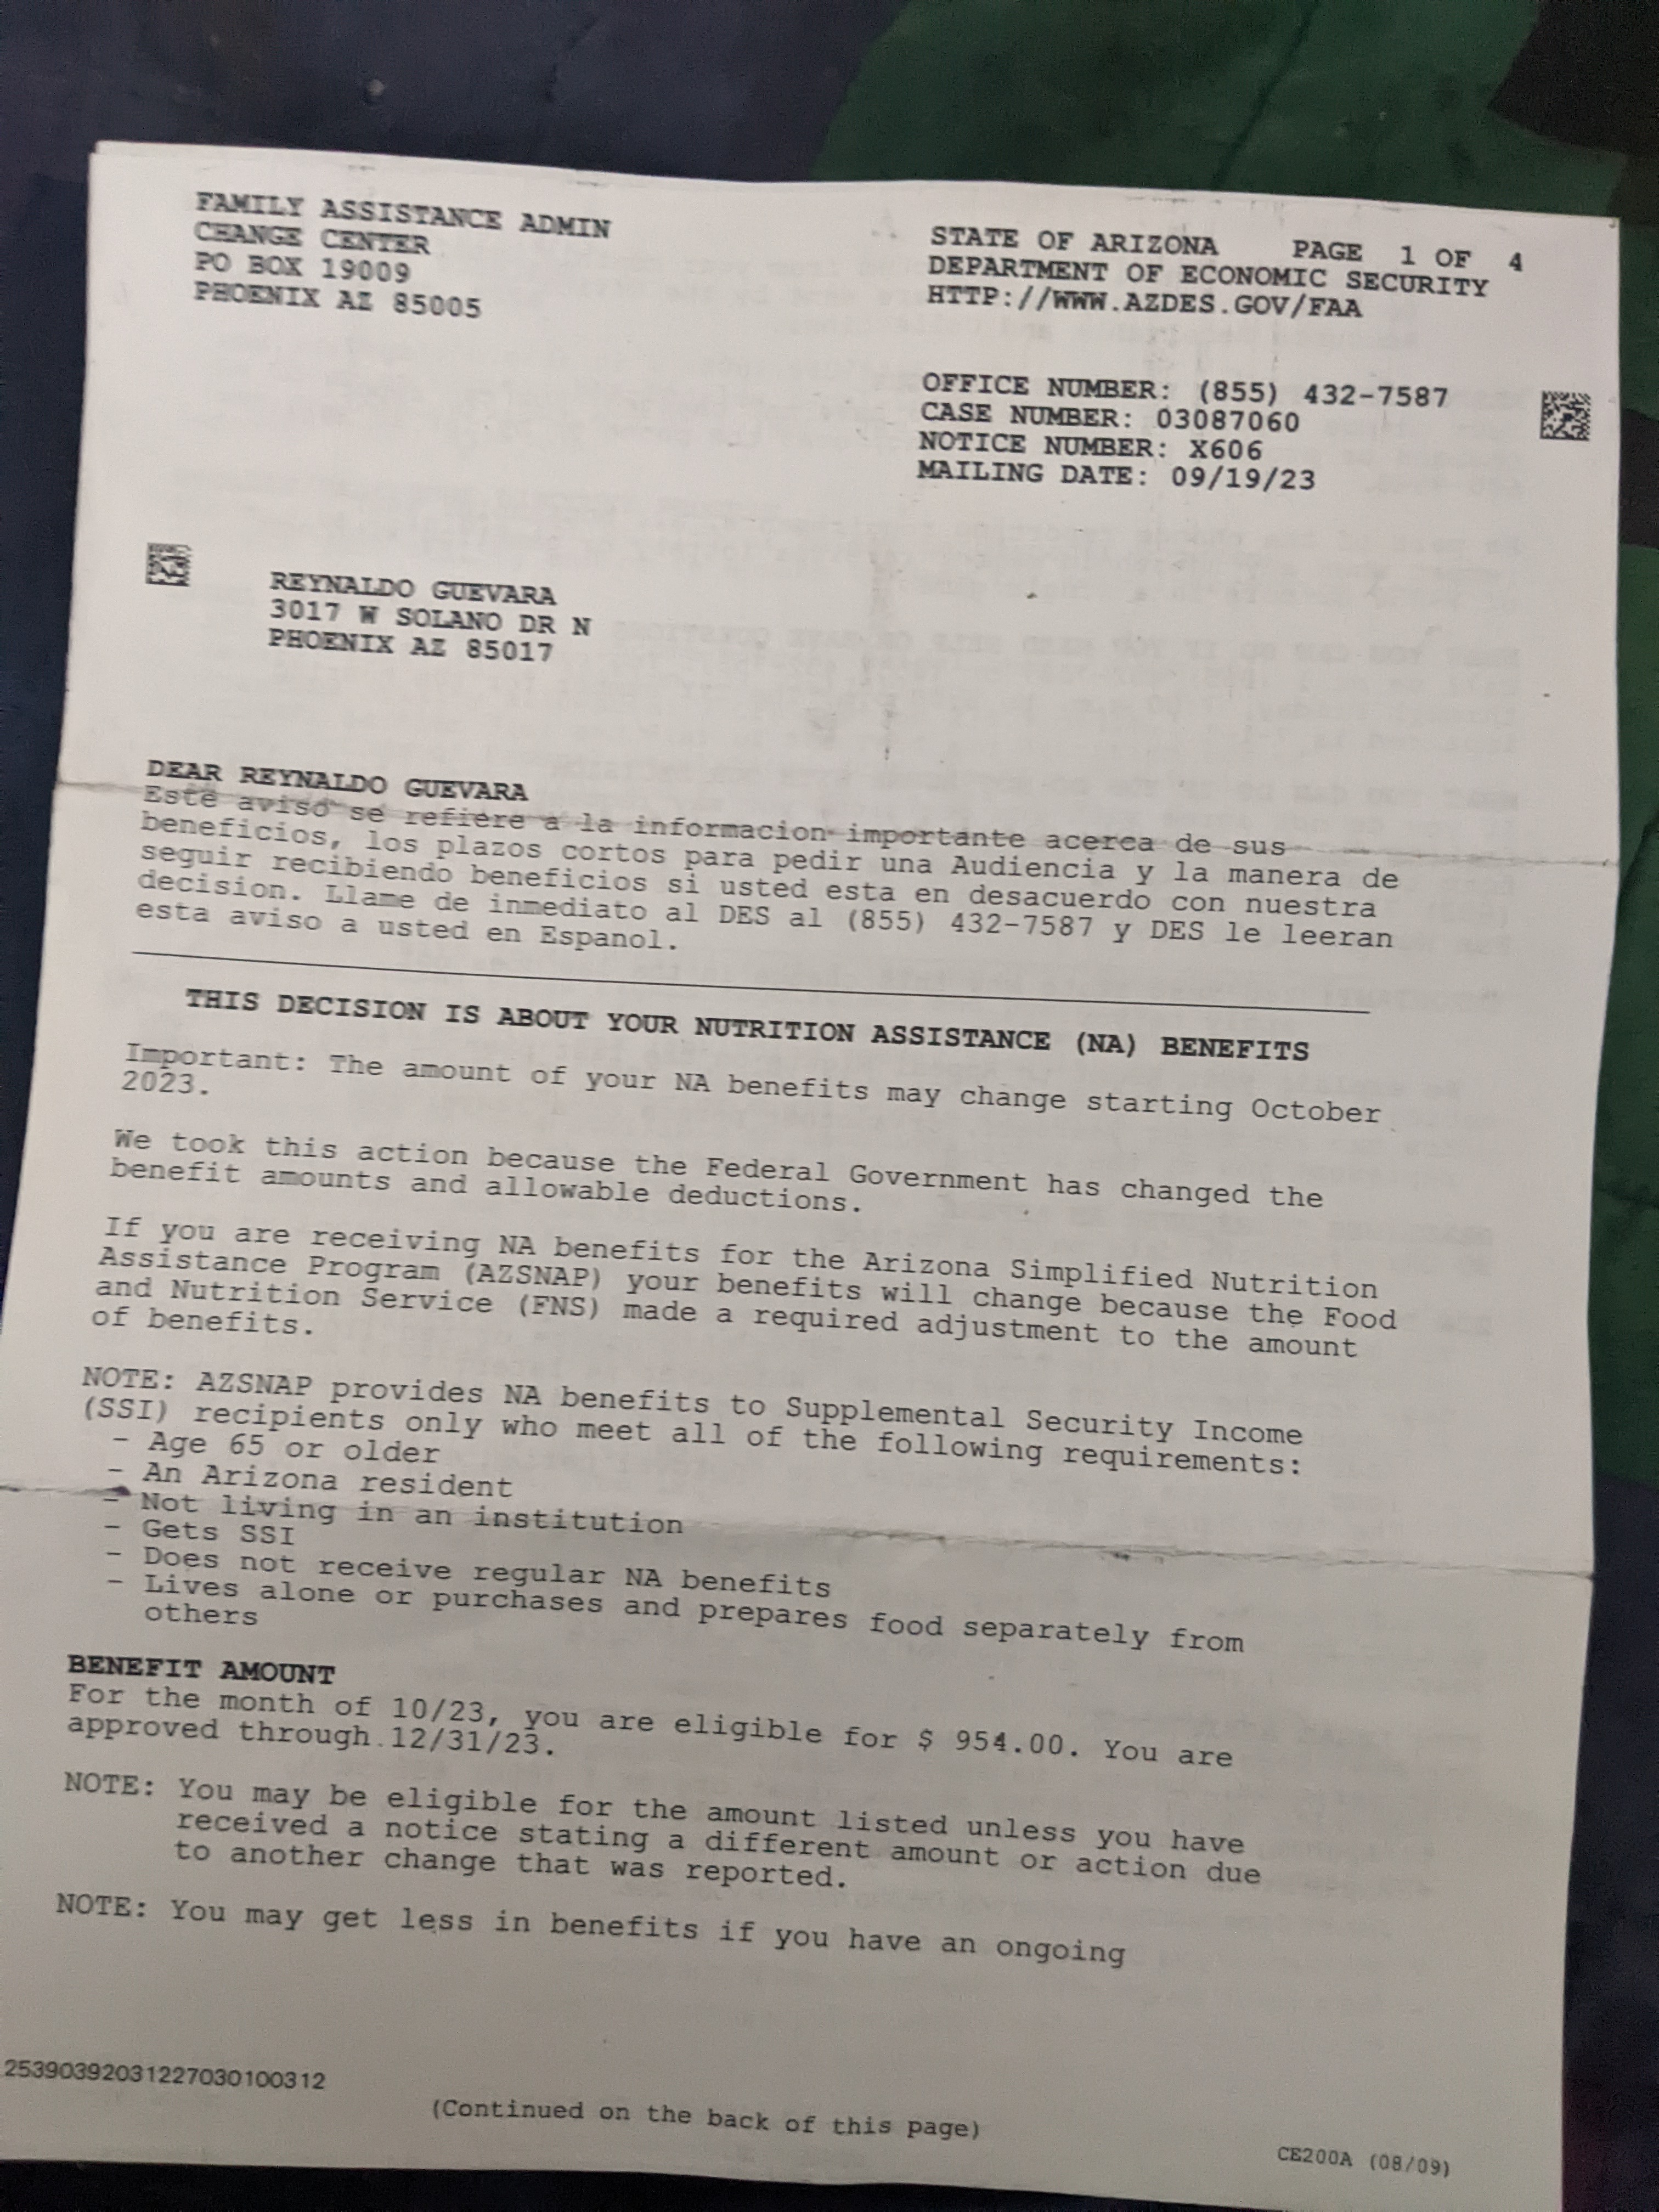 FAMILY ASSISTANCE ADMIN
CHANGE CENTER
PO BOX 19009
PHOENIX AZ 85005
STATE OF ARIZONA PAGE 1 OF 4
DEPARTMENT OF ECONOMIC SECURITY
HTTP://WWW.AZDES.GOV/FAA
OFFICE NUMBER: (855) 432-7587
CASE NUMBER: 03087060
NOTICE NUMBER: X606
MAILING DATE: 09/19/23
REYNALDO GUEVARA
3017 W SOLANO DR N
PHOENIX AZ 85017
DEAR REYNALDO GUEVARA
Este aviso se refiere a la informacion importante acerca de sus
beneficios, los plazos cortos para pedir una Audiencia y la manera de
seguir recibiendo beneficios si usted esta en desacuerdo con nuestra
decision. Llame de inmediato al DES al (855) 432-7587 y DES le leeran
esta aviso a usted en Espanol.
THIS DECISION IS ABOUT YOUR NUTRITION ASSISTANCE (NA) BENEFITS
Important: The amount of your NA benefits may change starting October
2023.
We took this action because the Federal Government has changed the
benefit amounts and allowable deductions.
If you are receiving NA benefits for the Arizona Simplified Nutrition
Assistance Program (AZSNAP) your benefits will change because the Food
and Nutrition Service (FNS) made a required adjustment to the amount
of benefits.
NOTE: AZSNAP provides NA benefits to Supplemental Security Income
(SSI) recipients only who meet all of the following requirements:
- Age 65 or older
- An Arizona resident
- Not living in an institution
- Gets SSI
- Does not receive regular NA benefits
- Lives alone or purchases and prepares food separately from
others
BENEFIT AMOUNT
For the month of 10/23, you are eligible for $ 954.00. You are
approved through 12/31/23.
NOTE: You may be eligible for the amount listed unless you have
received a notice stating a different amount or action due
to another change that was reported.
NOTE: You may get less in benefits if you have an ongoing
253903920312270301​00312
(Continued on the back of this page)
CE200A (08/09)